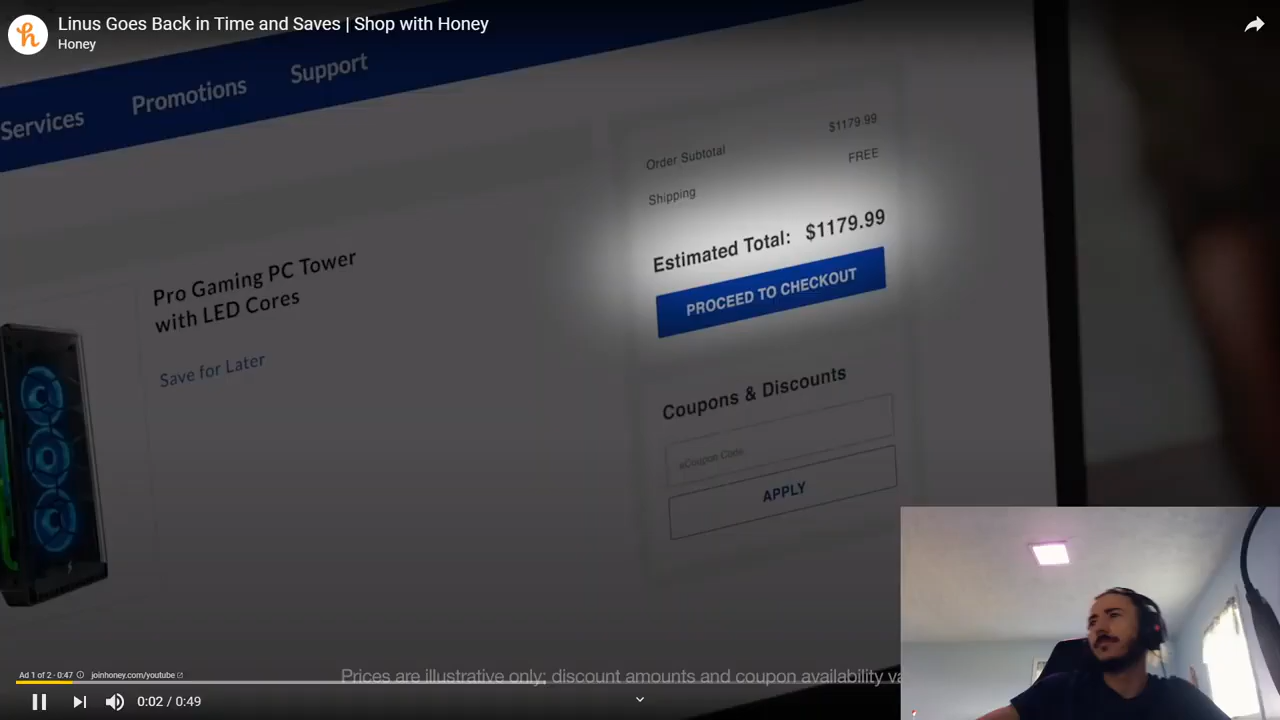 Linus Goes Back in Time and Saves | Shop with Honey
Honey
Services
Promotions
Support
Order Subtotal $1179.99
Shipping FREE
Estimated Total: $1179.99
PROCEED TO CHECKOUT
Pro Gaming PC Tower
with LED Cores
Save for Later
Coupons & Discounts
eCoupon Code
APPLY
Prices are illustrative only; discount amounts and coupon availability va
Ad 1 of 2 · 0:47 joinhoney.com/youtube
0:02 / 0:49